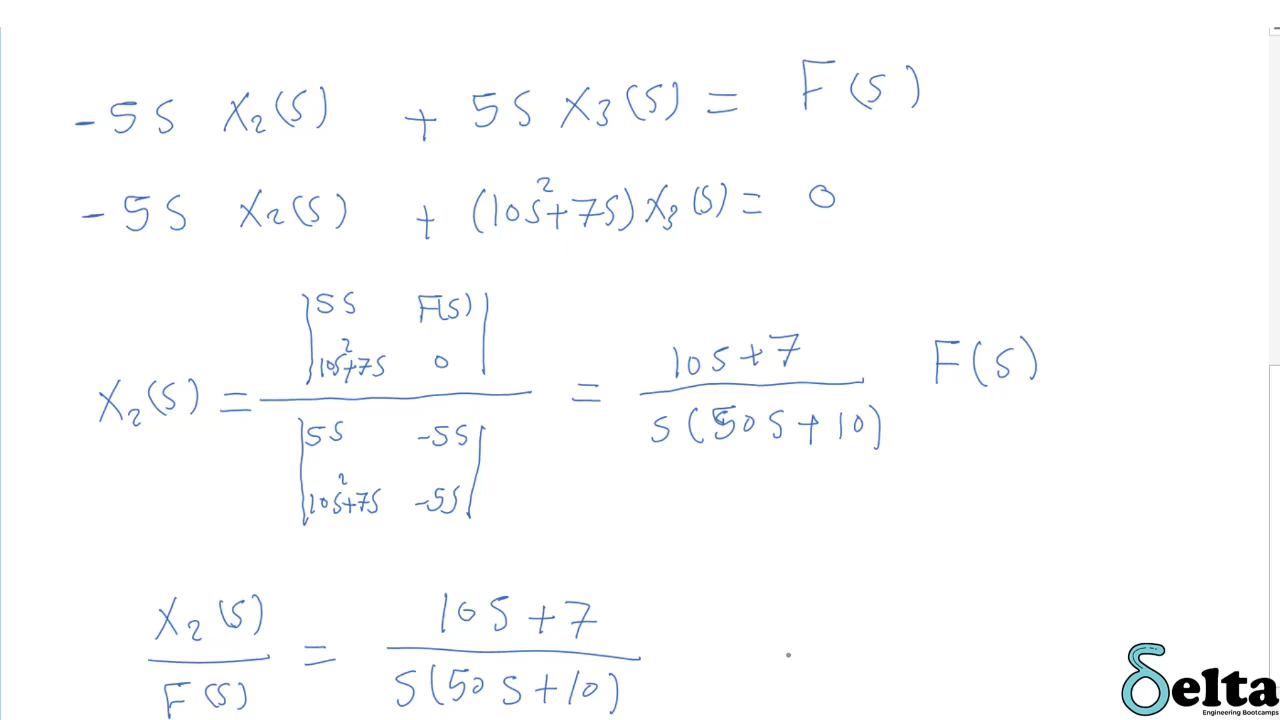 -5S X₂(S) + 5S X₃(S) = F(S)
-5S X₂(S) + (10S²+7S)X₃(S) = 0
X₂(S) = |5S F(S); 10S²+7S 0| / |5S -5S; 10S²+7S -5S| = (10S+7) / (S(50S+10)) F(S)
X₂(S) / F(S) = (10S+7) / (S(50S+10))
δelta
Engineering Bootcamps